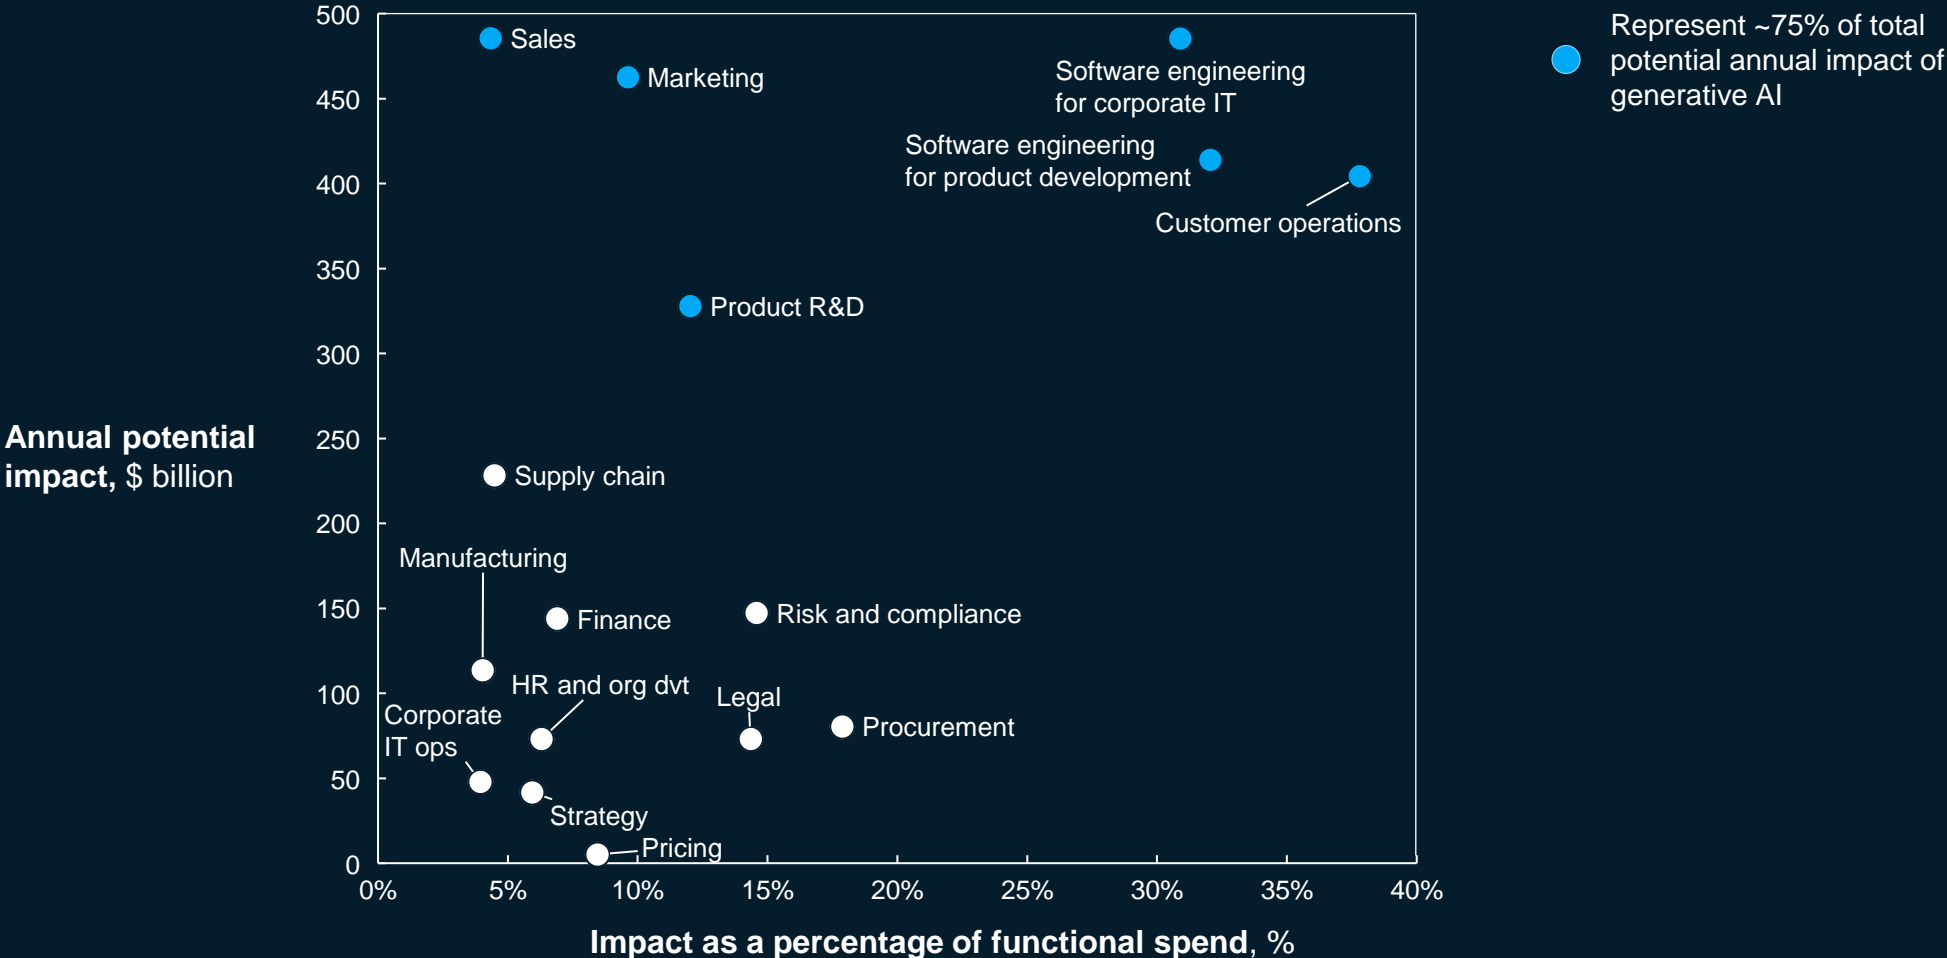 500
450
400
350
300
250
200
150
100
50
0
Annual potential
impact, $ billion
Sales
Marketing
Software engineering
for corporate IT
Software engineering
for product development
Customer operations
Product R&D
Supply chain
Manufacturing
Finance
Risk and compliance
HR and org dvt
Legal
Corporate
IT ops
Procurement
Strategy
Pricing
0%
5%
10%
15%
20%
25%
30%
35%
40%
Impact as a percentage of functional spend, %
Represent ~75% of total
potential annual impact of
generative AI